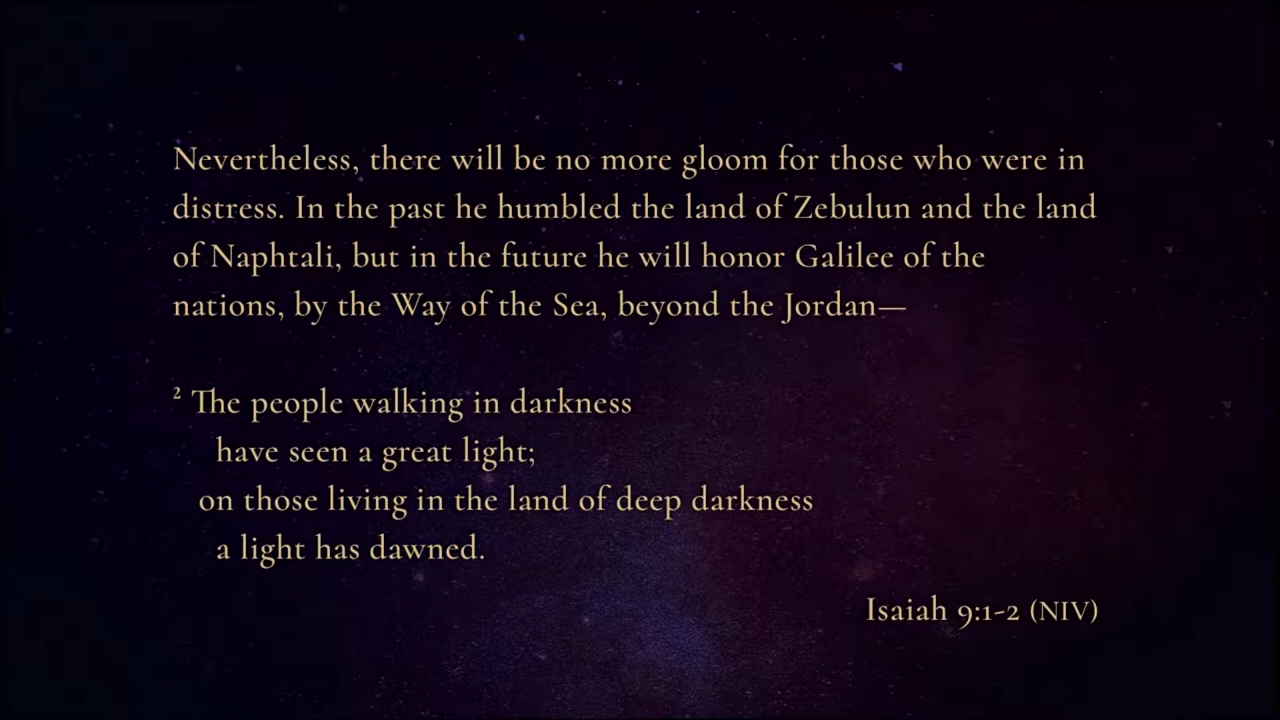 Nevertheless, there will be no more gloom for those who were in
distress. In the past he humbled the land of Zebulun and the land
of Naphtali, but in the future he will honor Galilee of the
nations, by the Way of the Sea, beyond the Jordan—
² The people walking in darkness
have seen a great light;
on those living in the land of deep darkness
a light has dawned.
Isaiah 9:1-2 (NIV)